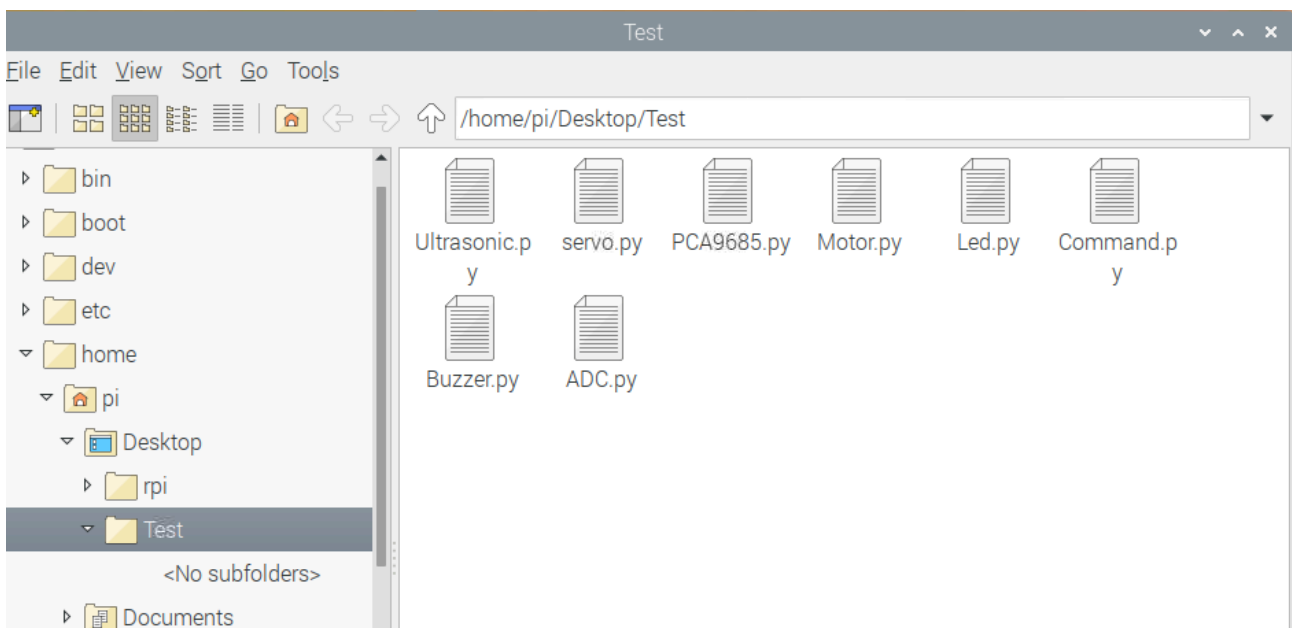 Test
File Edit View Sort Go Tools
/home/pi/Desktop/Test
bin
boot
dev
etc
home
pi
Desktop
rpi
Test
<No subfolders>
Documents
Ultrasonic.p
y
servo.py
PCA9685.py
Motor.py
Led.py
Command.p
y
Buzzer.py
ADC.py